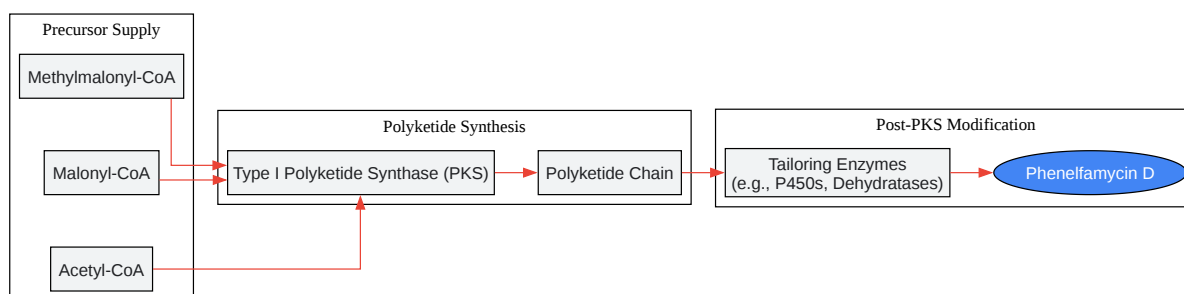 Precursor Supply
Methylmalonyl-CoA
Malonyl-CoA
Acetyl-CoA
Polyketide Synthesis
Type I Polyketide Synthase (PKS)
Polyketide Chain
Post-PKS Modification
Tailoring Enzymes
(e.g., P450s, Dehydratases)
Phenelfamycin D